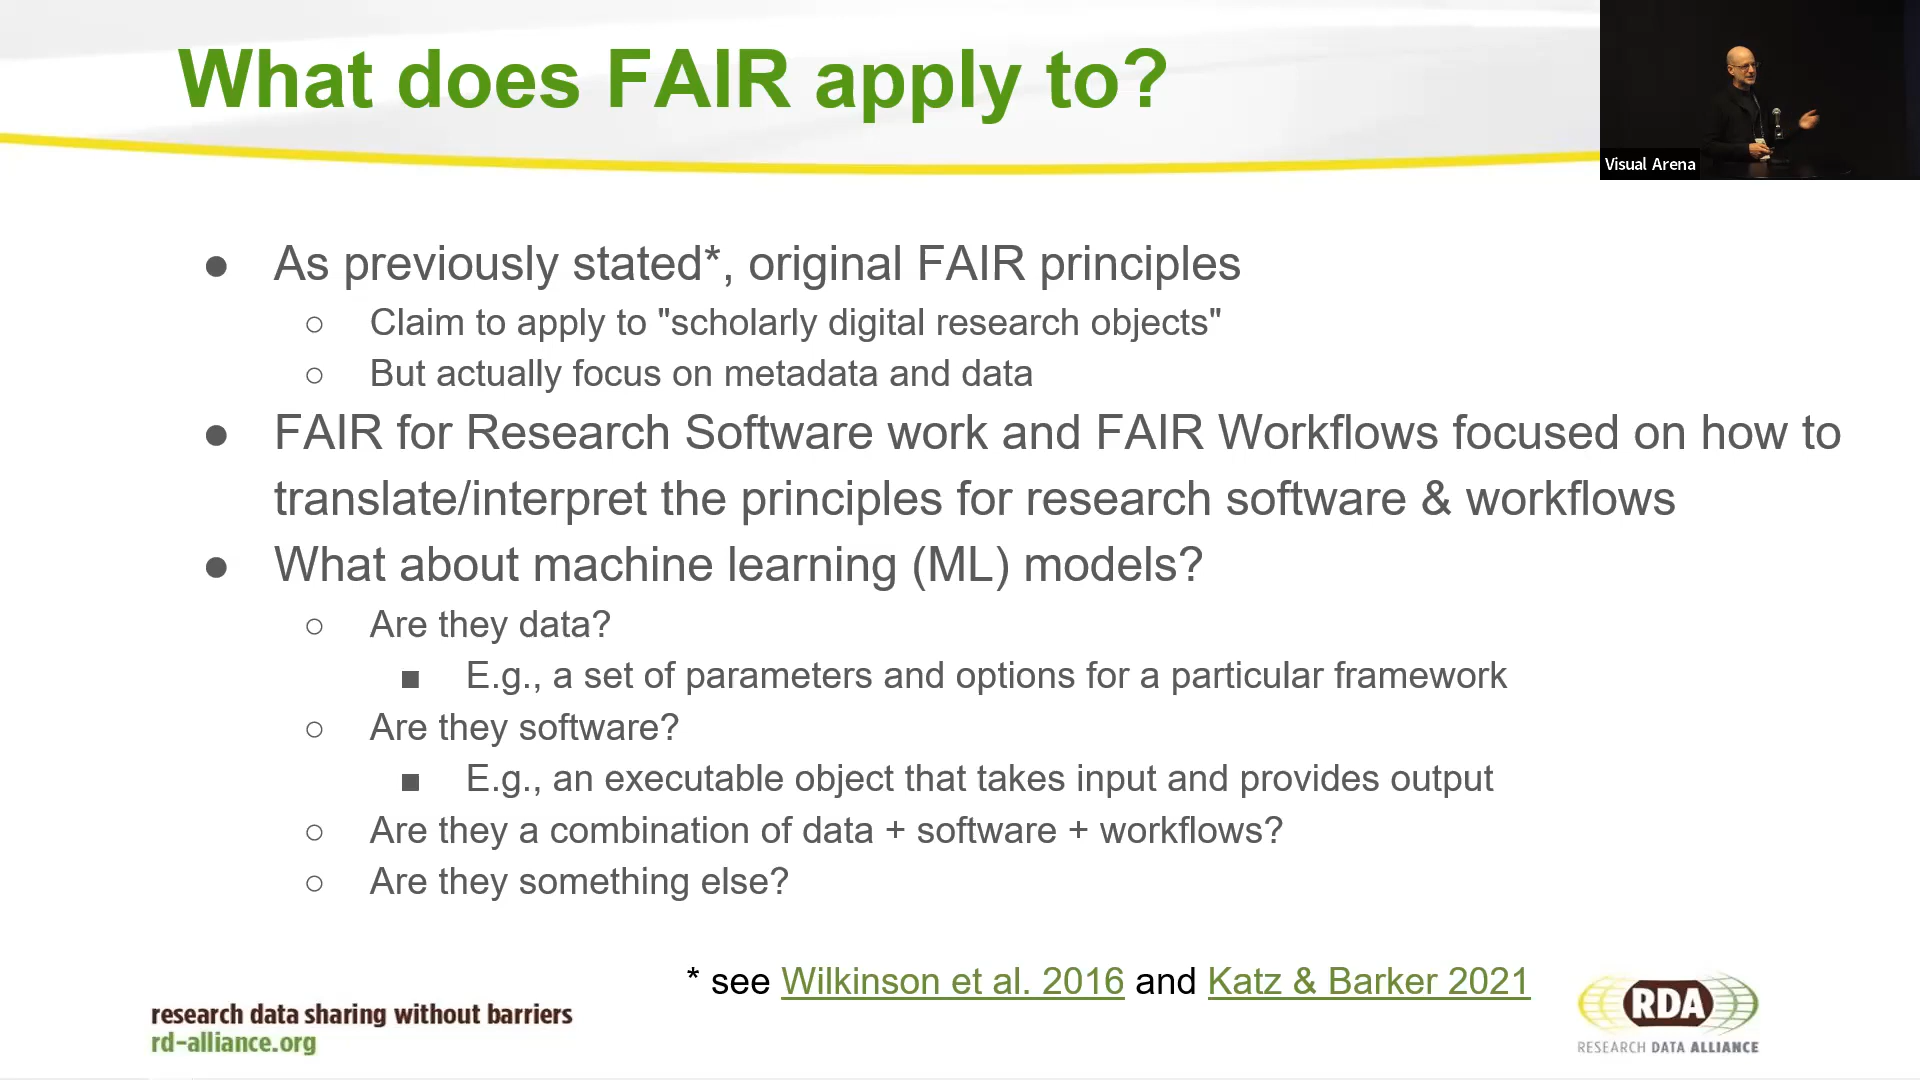 What does FAIR apply to?
Visual Arena
● As previously stated*, original FAIR principles
○ Claim to apply to "scholarly digital research objects"
○ But actually focus on metadata and data
● FAIR for Research Software work and FAIR Workflows focused on how to
translate/interpret the principles for research software & workflows
● What about machine learning (ML) models?
○ Are they data?
■ E.g., a set of parameters and options for a particular framework
○ Are they software?
■ E.g., an executable object that takes input and provides output
○ Are they a combination of data + software + workflows?
○ Are they something else?
* see Wilkinson et al. 2016 and Katz & Barker 2021
research data sharing without barriers
rd-alliance.org
RDA
RESEARCH DATA ALLIANCE